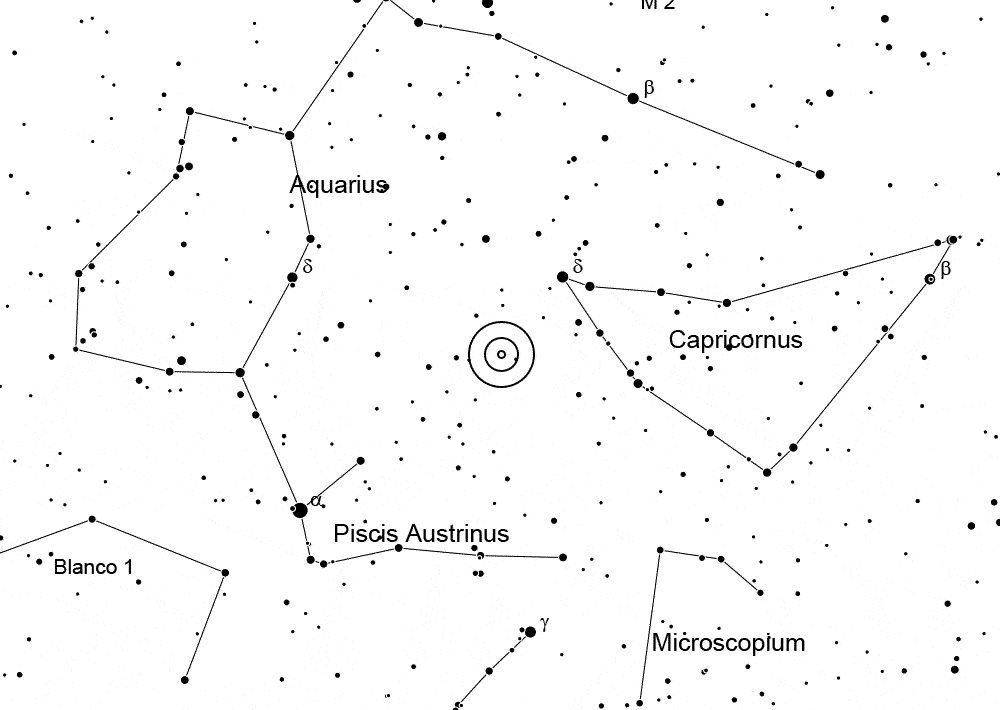 M 2
β
Aquarius
δ
δ
β
Capricornus
α
Piscis Austrinus
Blanco 1
γ
Microscopium